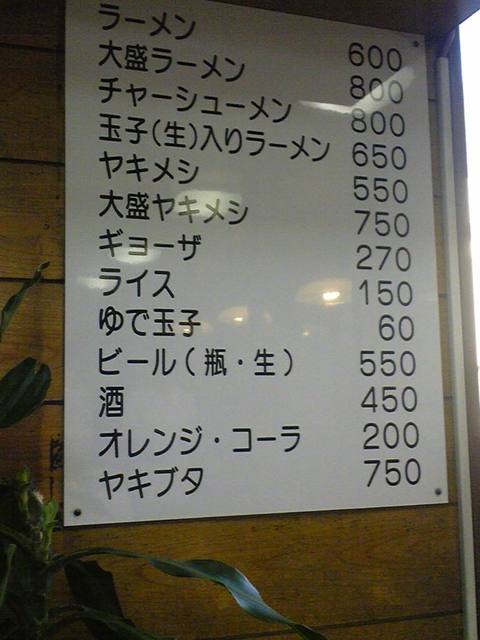 ラーメン 600
大盛ラーメン 800
チャーシューメン 800
玉子(生)入りラーメン 650
ヤキメシ 550
大盛ヤキメシ 750
ギョーザ 270
ライス 150
ゆで玉子 60
ビール(瓶・生) 550
酒 450
オレンジ・コーラ 200
ヤキブタ 750